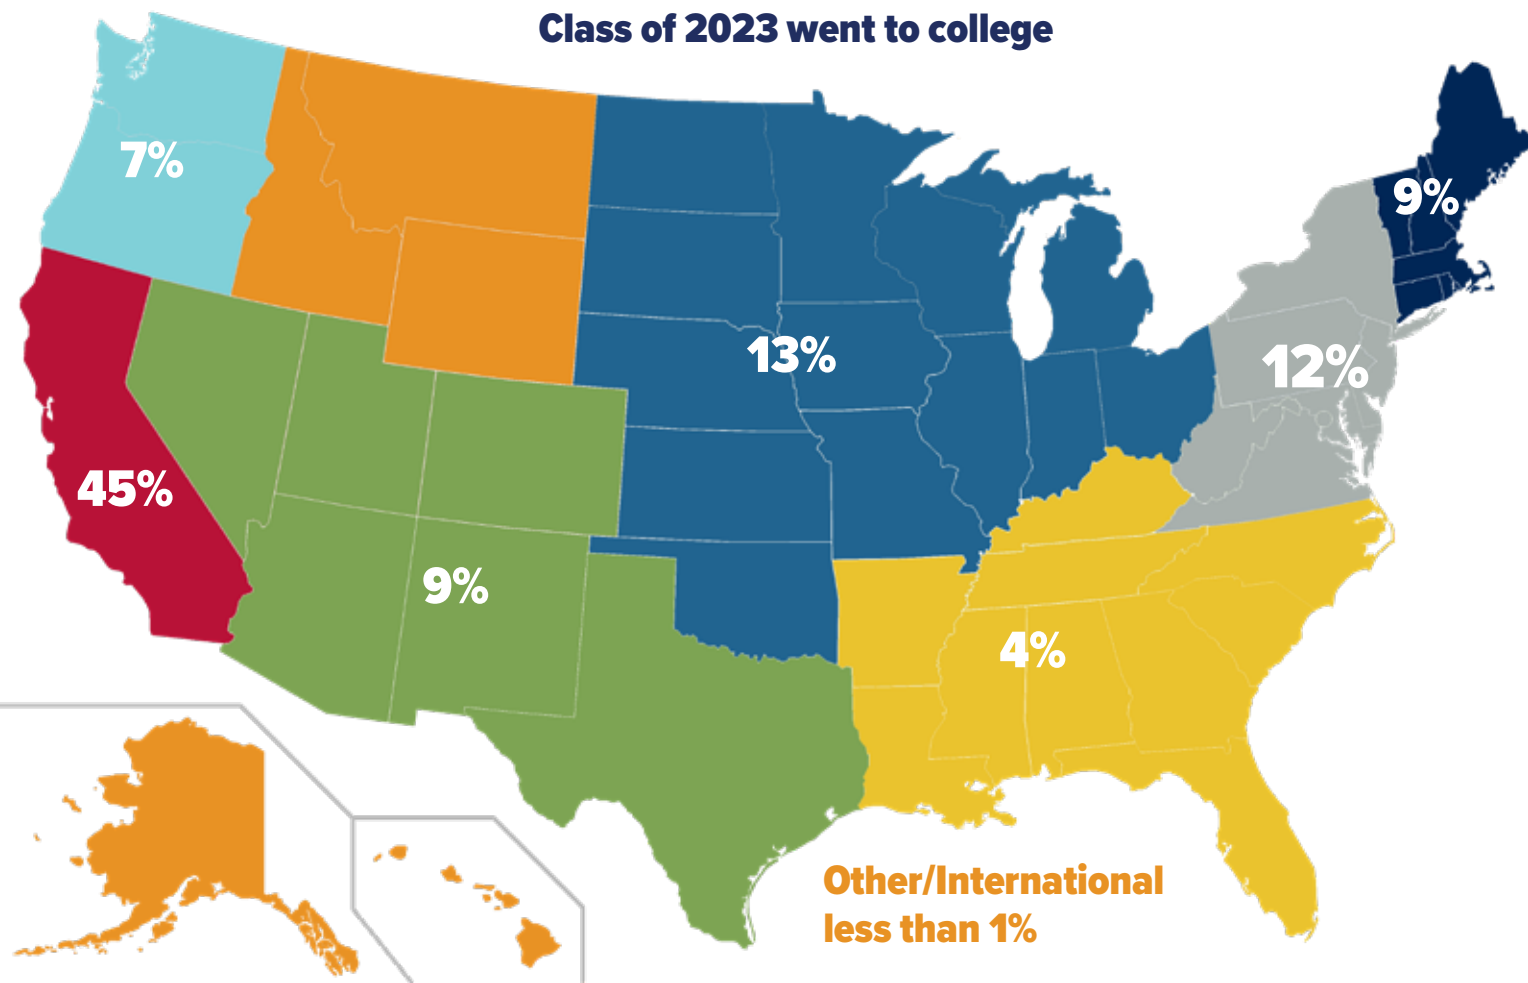 Class of 2023 went to college
7%
9%
13%
12%
45%
9%
4%
Other/International
less than 1%